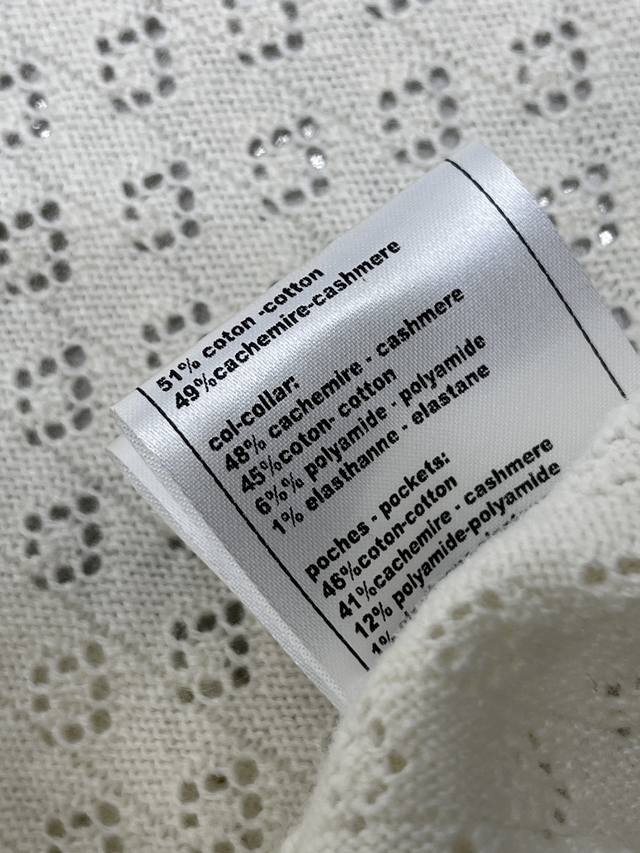 51% coton -cotton
49%cachemire-cashmere
col-collar:
48% cachemire - cashmere
45%coton- cotton
6%% polyamide - polyamide
1% elasthanne - elastane
poches - pockets:
46%coton-cotton
41%cachemire - cashmere
12% polyamide-polyamide
1%